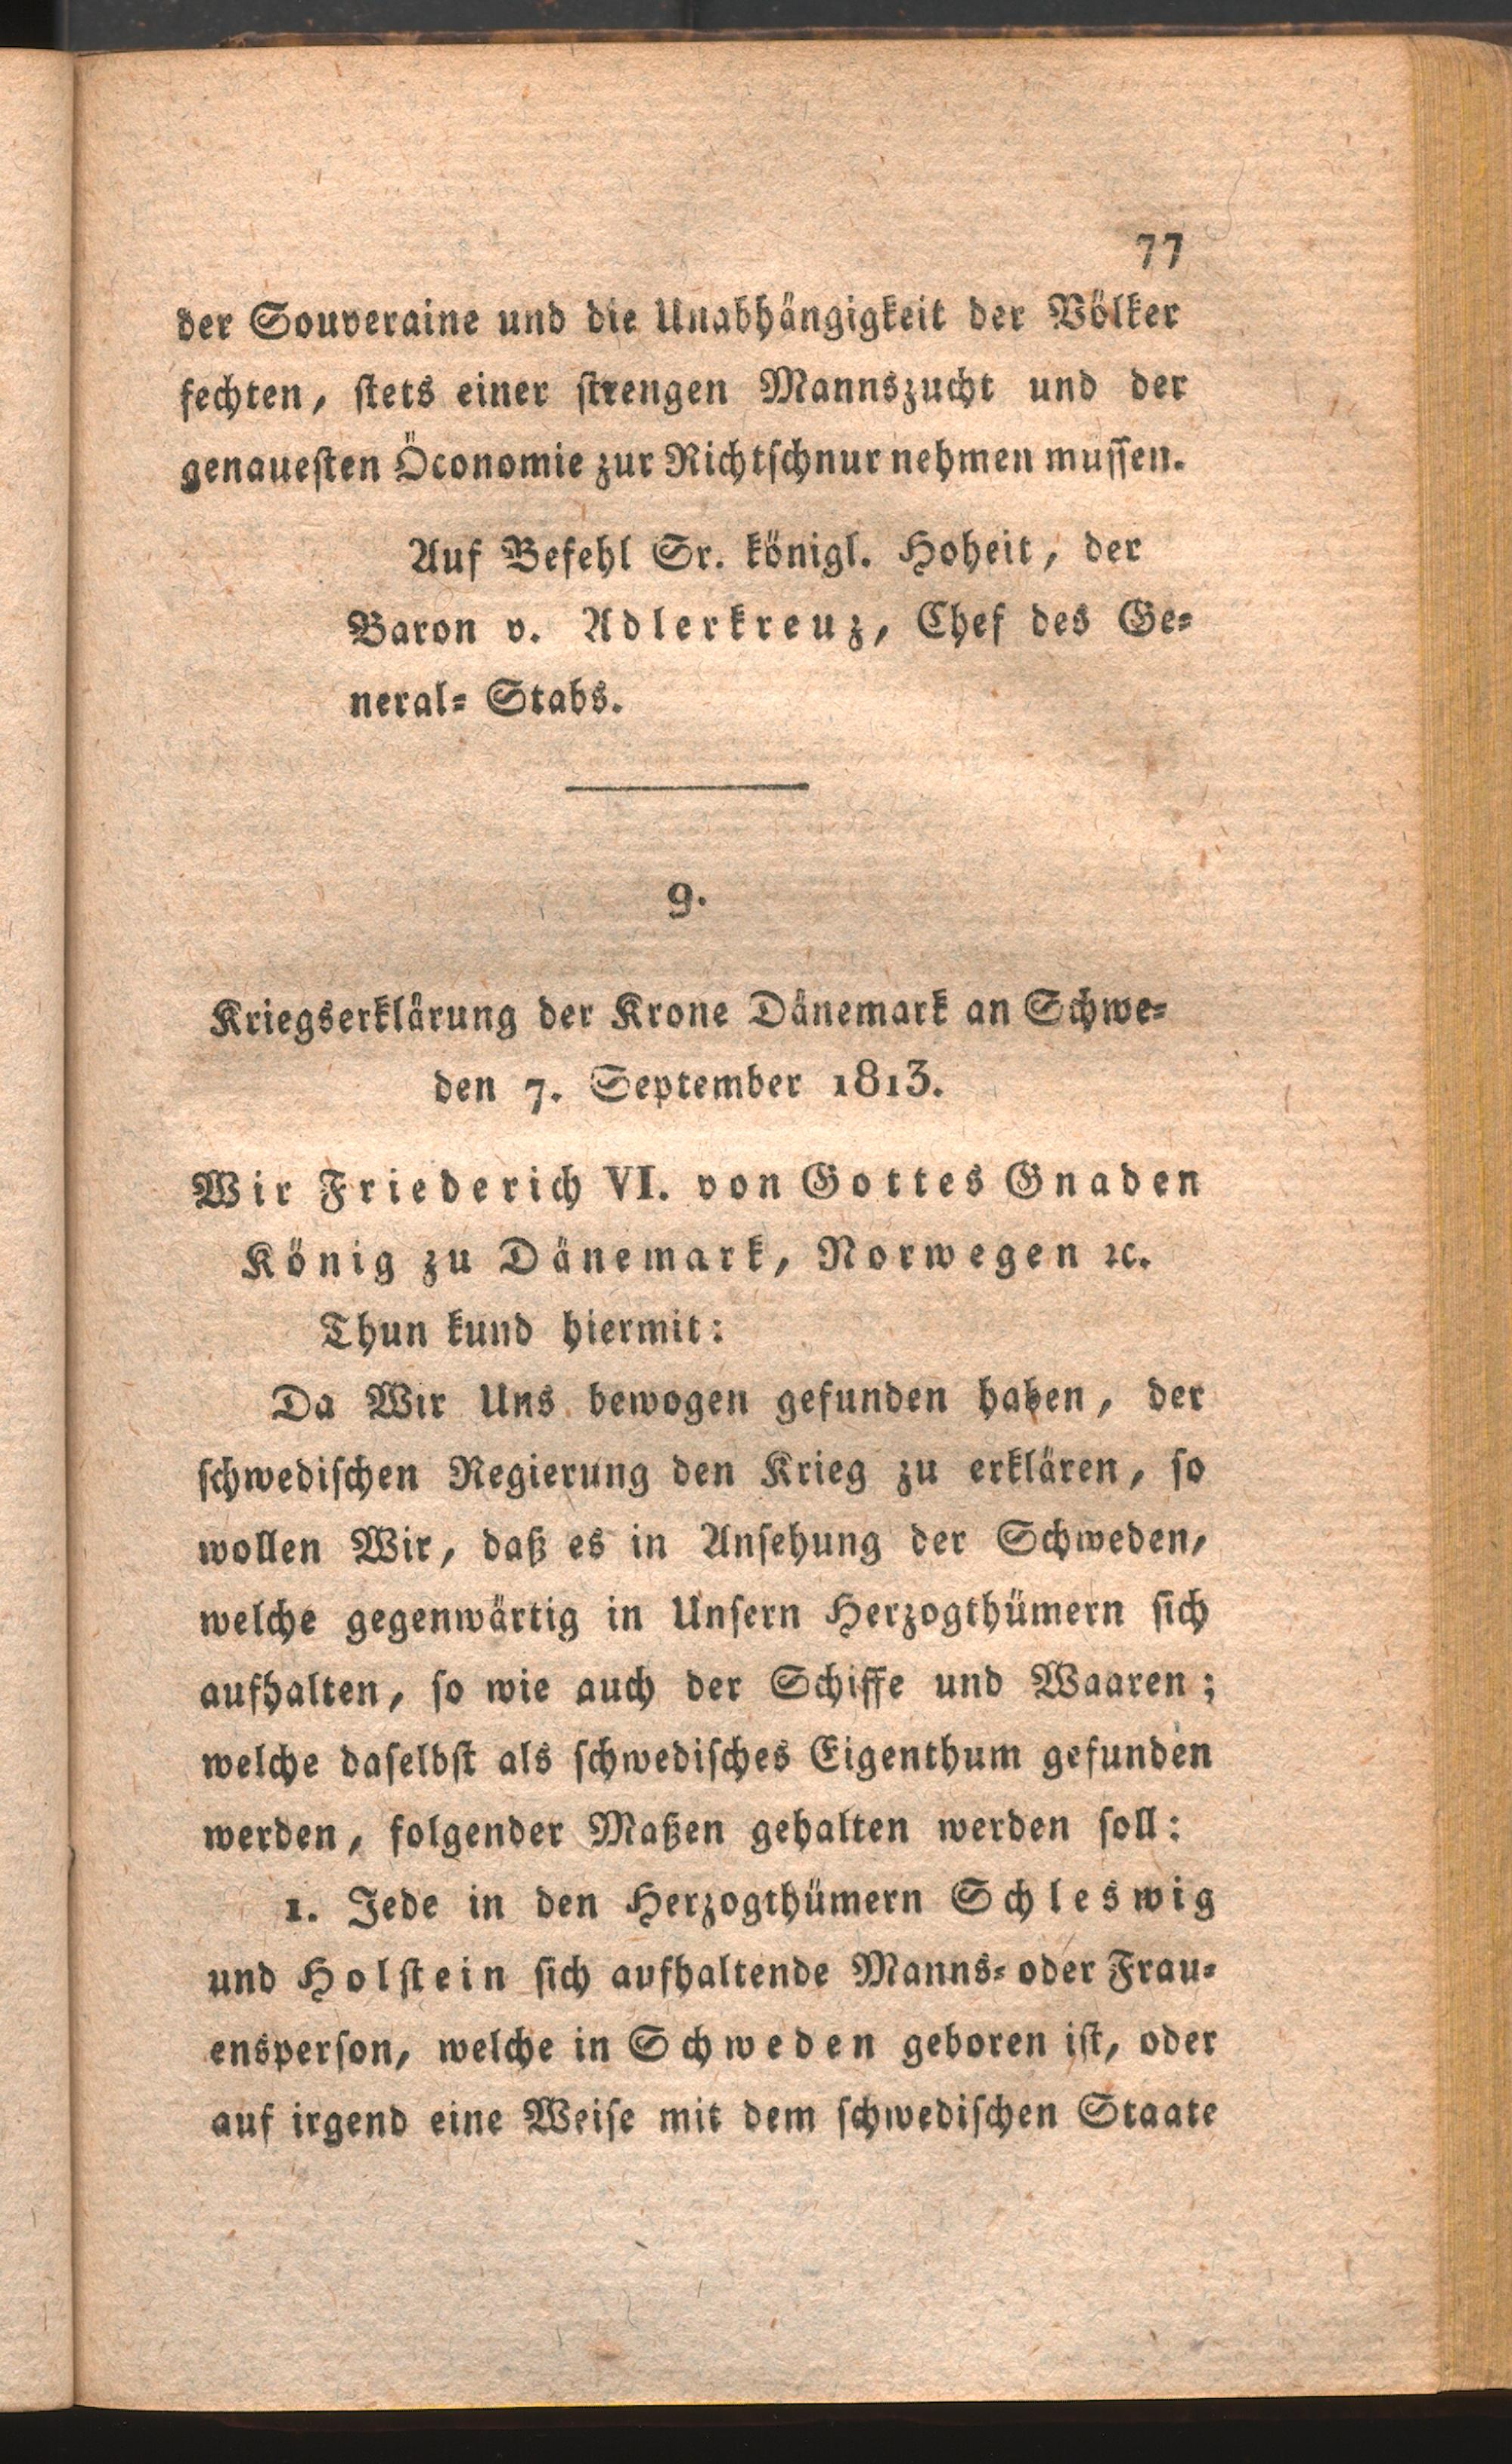 77
der Souveraine und die Unabhängigkeit der Völker
fechten, stets einer strengen Mannszucht und der
genauesten Öconomie zur Richtschnur nehmen mussen.
Auf Befehl Sr. königl. Hoheit, der
Baron v. Adlerkreuz, Chef des Ge-
neral-Stabs.
9.
Kriegserklärung der Krone Dänemark an Schwe-
den 7. September 1813.
Wir Friederich VI. von Gottes Gnaden
König zu Dänemark, Norwegen ꝛc.
Thun kund hiermit:
Da Wir Uns bewogen gefunden haben, der
schwedischen Regierung den Krieg zu erklären, so
wollen Wir, daß es in Ansehung der Schweden,
welche gegenwärtig in Unsern Herzogthümern sich
aufhalten, so wie auch der Schiffe und Waaren;
welche daselbst als schwedisches Eigenthum gefunden
werden, folgender Maßen gehalten werden soll:
1. Jede in den Herzogthümern Schleswig
und Holstein sich aufhaltende Manns- oder Frau-
ensperson, welche in Schweden geboren ist, oder
auf irgend eine Weise mit dem schwedischen Staate